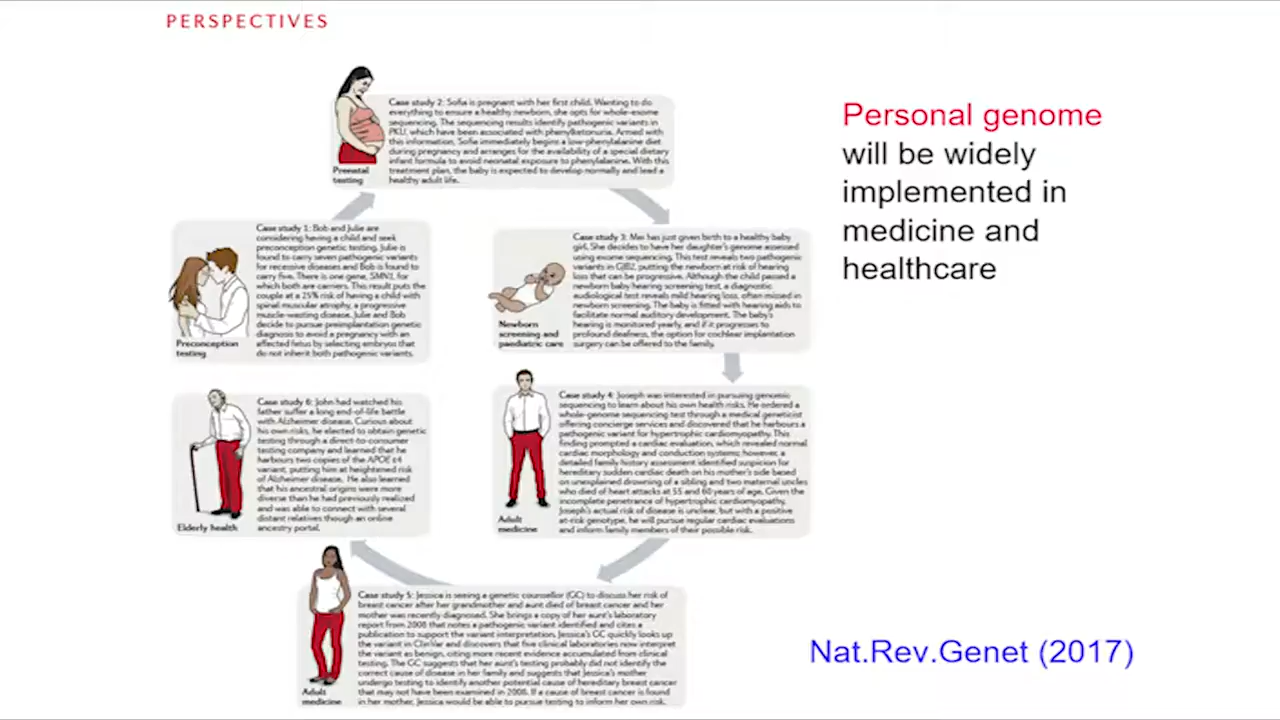 PERSPECTIVES
Case study 2: Sofia is pregnant with her first child. Wanting to do
everything to ensure a healthy newborn, she opts for whole-exome
sequencing. The sequencing results identify pathogenic variants in
PKU, which have been associated with phenylketonuria. Armed with
this information, Sofia immediately begins a low-phenylalanine diet
during pregnancy and arranges for the availability of a special dietary
infant formula to avoid neonatal exposure to phenylalanine. With this
treatment plan, the baby is expected to develop normally and lead a
healthy adult life.
Prenatal
testing
Case study 1: Bob and Julie are
considering having a child and seek
preconception genetic testing. Julie is
found to carry seven pathogenic variants
for recessive diseases and Bob is found to
carry five. There is one gene, SMN1, for
which both are carriers. This result puts the
couple at a 25% risk of having a child with
spinal muscular atrophy, a progressive
muscle-wasting disease. Julie and Bob
decide to pursue preimplantation genetic
diagnosis to avoid a pregnancy with an
affected fetus by selecting embryos that
do not inherit both pathogenic variants.
Preconception
testing
Case study 3: Mei has just given birth to a healthy baby
girl. She decides to have her daughter's genome assessed
using exome sequencing. This test reveals two pathogenic
variants in GJB2, putting the newborn at risk of hearing
loss that can be progressive. Although the child passed a
newborn baby hearing screening test, a diagnostic
audiological test reveals mild hearing loss, often missed in
newborn screening. The baby is fitted with hearing aids to
facilitate normal auditory development. The baby's
hearing is monitored yearly, and if it progresses to
profound deafness, the option for cochlear implantation
surgery can be offered to the family.
Newborn
screening and
paediatric care
Case study 4: Joseph was interested in pursuing genomic
sequencing to learn about his own health risks. He ordered a
whole-genome sequencing test through a medical geneticist
offering concierge services and discovered that he harbours a
pathogenic variant for hypertrophic cardiomyopathy. This
finding prompted a cardiac evaluation, which revealed normal
cardiac morphology and conduction systems; however, a
detailed family history assessment identified suspicion for
hereditary sudden cardiac death on his mother's side based
on unexplained drowning of a sibling and two maternal uncles
who died of heart attacks at 55 and 60 years of age. Given the
incomplete penetrance of hypertrophic cardiomyopathy,
Joseph's actual risk of disease is unclear, but with a positive
at-risk genotype, he will pursue regular cardiac evaluations
and inform family members of their possible risk.
Adult
medicine
Case study 6: John had watched his
father suffer a long end-of-life battle
with Alzheimer disease. Curious about
his own risks, he elected to obtain genetic
testing through a direct-to-consumer
testing company and learned that he
harbours two copies of the APOE ε4
variant, putting him at heightened risk
of Alzheimer disease. He also learned
that his ancestral origins were more
diverse than he had previously realized
and was able to connect with several
distant relatives though an online
ancestry portal.
Elderly health
Case study 5: Jessica is seeing a genetic counsellor (GC) to discuss her risk of
breast cancer after her grandmother and aunt died of breast cancer and her
mother was recently diagnosed. She brings a copy of her aunt's laboratory
report from 2008 that notes a pathogenic variant identified and cites a
publication to support the variant interpretation. Jessica's GC quickly looks up
the variant in ClinVar and discovers that five clinical laboratories now interpret
the variant as benign, citing more recent evidence accumulated from clinical
testing. The GC suggests that her aunt's testing probably did not identify the
correct cause of disease in her family and suggests that Jessica's mother
undergo testing to identify another potential cause of hereditary breast cancer
that may not have been examined in 2008. If a cause of breast cancer is found
in her mother, Jessica would be able to pursue testing to inform her own risk.
Adult
medicine
Personal genome
will be widely
implemented in
medicine and
healthcare
Nat.Rev.Genet (2017)